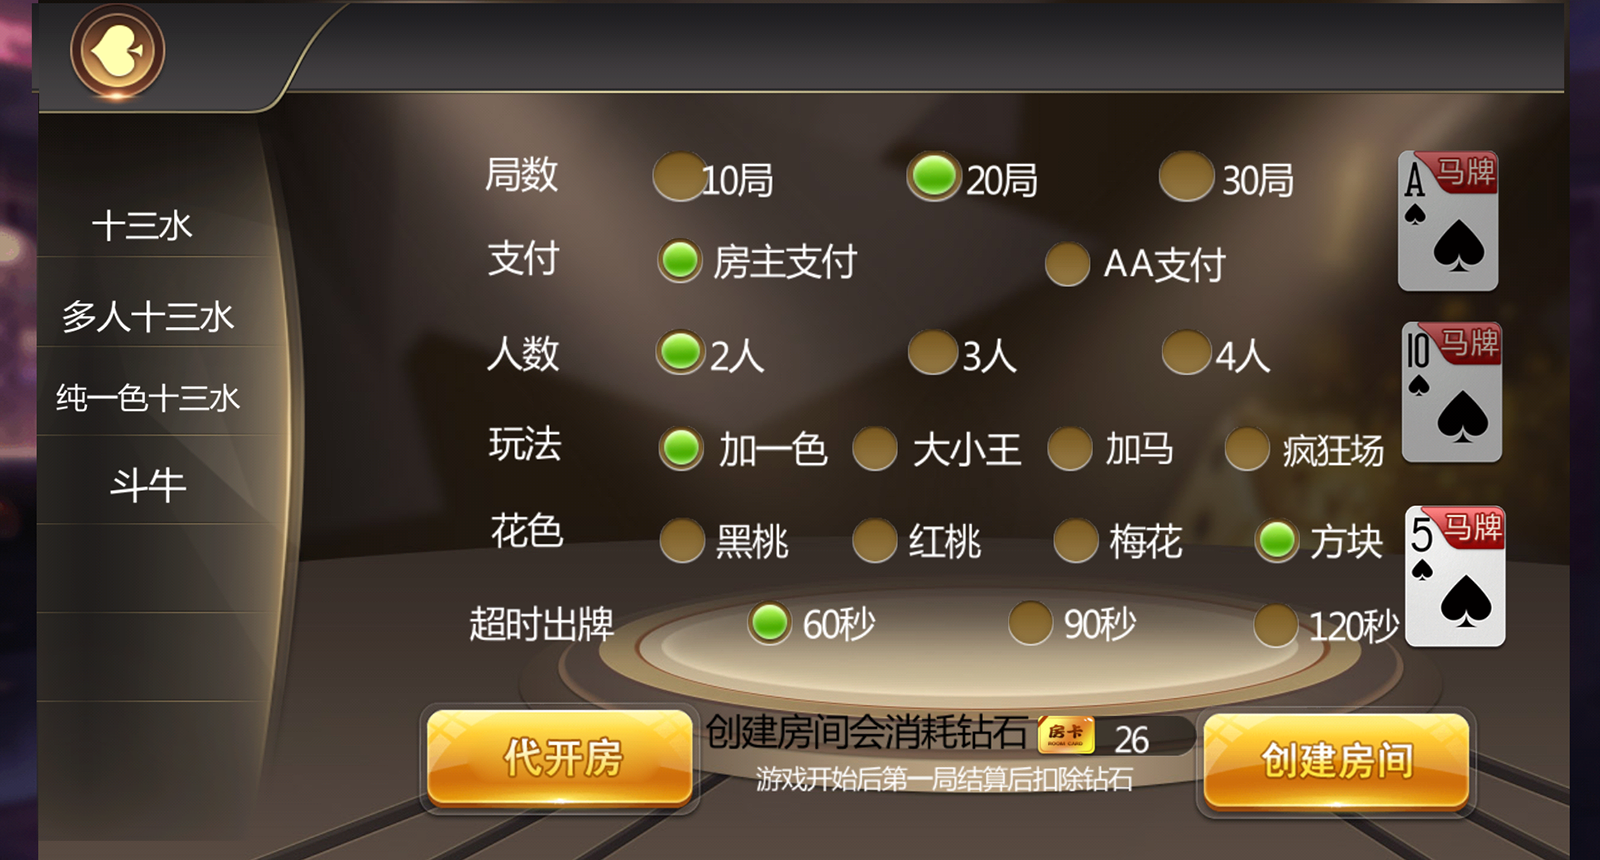 十三水
多人十三水
纯一色十三水
斗牛
局数 10局 20局 30局
支付 房主支付 AA支付
人数 2人 3人 4人
玩法 加一色 大小王 加马 疯狂场
花色 黑桃 红桃 梅花 方块
超时出牌 60秒 90秒 120秒
A 马牌
10 马牌
5 马牌
代开房
创建房间会消耗钻石 房卡 ROOM CARD 26
游戏开始后第一局结算后扣除钻石
创建房间